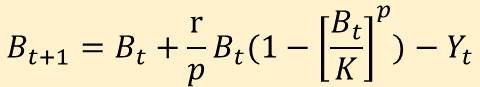 B_{t+1} = B_t + \frac{r}{p} B_t (1 - \left[ \frac{B_t}{K} \right]^p) - Y_t